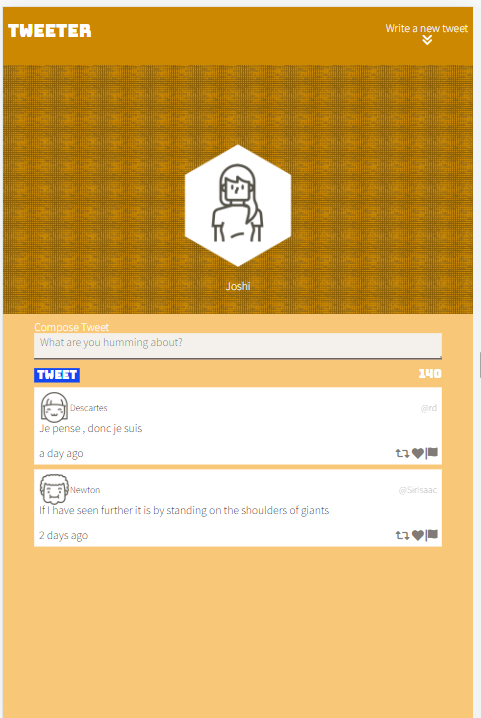 TWEETER
Write a new tweet
Joshi
Compose Tweet
What are you humming about?
TWEET 140
Descartes @rd
Je pense , donc je suis
a day ago
Newton @SirIsaac
If I have seen further it is by standing on the shoulders of giants
2 days ago